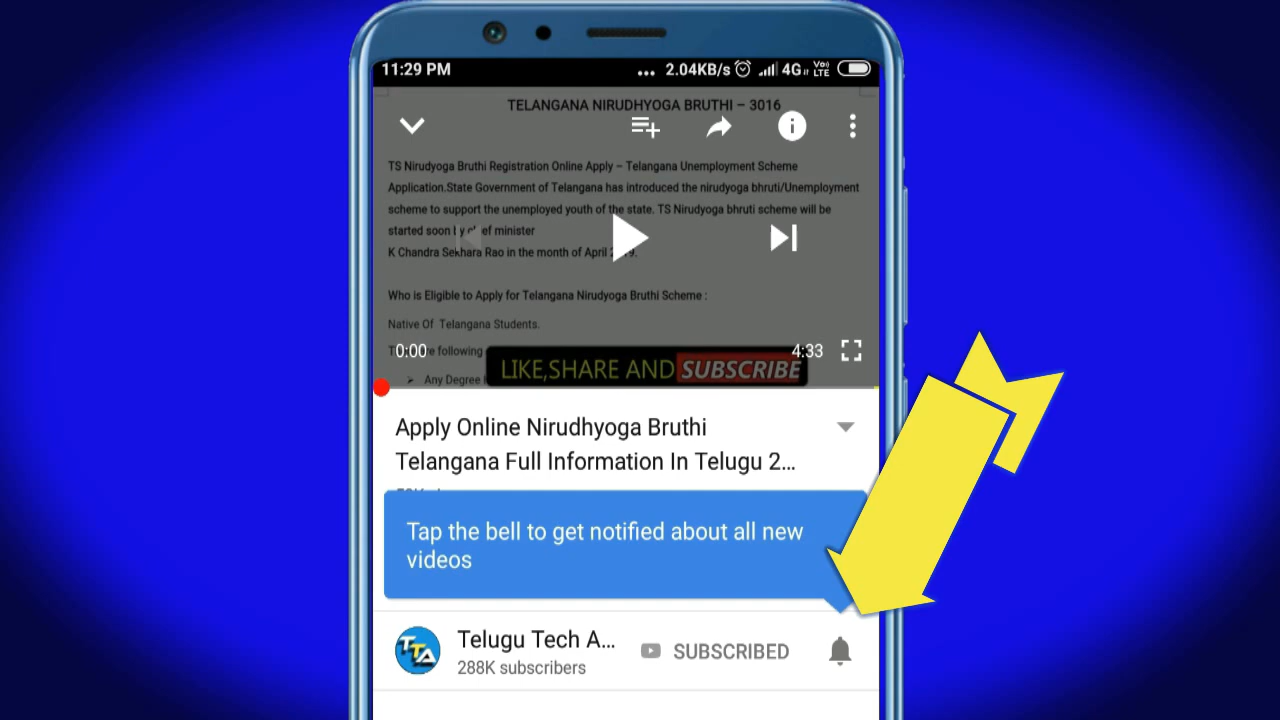 11:29 PM ... 2.04KB/s 4G VoLTE
TELANGANA NIRUDHYOGA BRUTHI – 3016
TS Nirudyoga Bruthi Registration Online Apply – Telangana Unemployment Scheme
Application.State Government of Telangana has introduced the nirudyoga bhruti/Unemployment
scheme to support the unemployed youth of the state. TS Nirudyoga bhruti scheme will be
started soon by chief minister
K Chandra Sekhara Rao in the month of April
Who is Eligible to Apply for Telangana Nirudyoga Bruthi Scheme :
Native Of Telangana Students.
0:00 following 4:33
LIKE,SHARE AND SUBSCRIBE
➢ Any Degree
Apply Online Nirudhyoga Bruthi
Telangana Full Information In Telugu 2...
Tap the bell to get notified about all new
videos
TTA
Telugu Tech A... SUBSCRIBED
288K subscribers